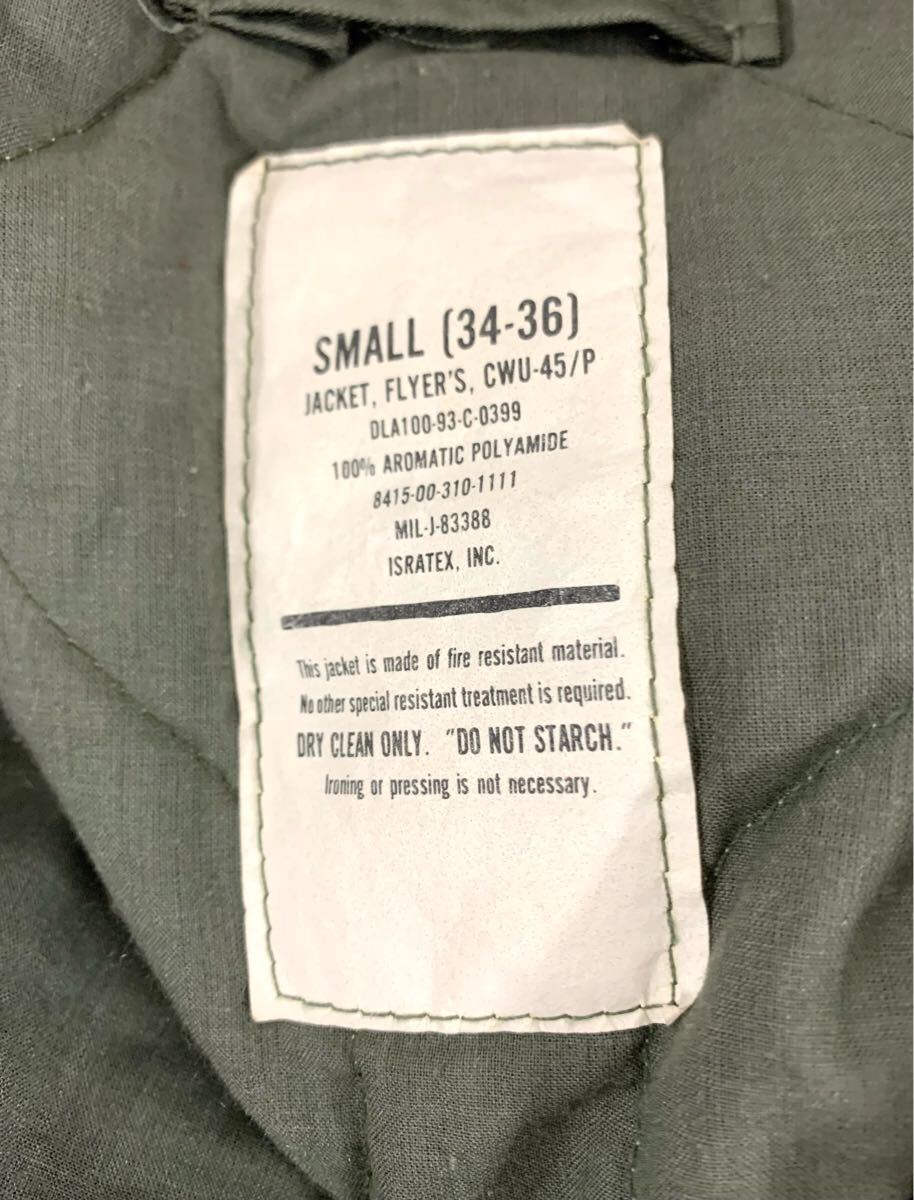 SMALL (34-36)
JACKET, FLYER'S, CWU-45/P
DLA100-93-C-0399
100% AROMATIC POLYAMIDE
8415-00-310-1111
MIL-J-83388
ISRATEX, INC.
This jacket is made of fire resistant material.
No other special resistant treatment is required.
DRY CLEAN ONLY. "DO NOT STARCH."
Ironing or pressing is not necessary.